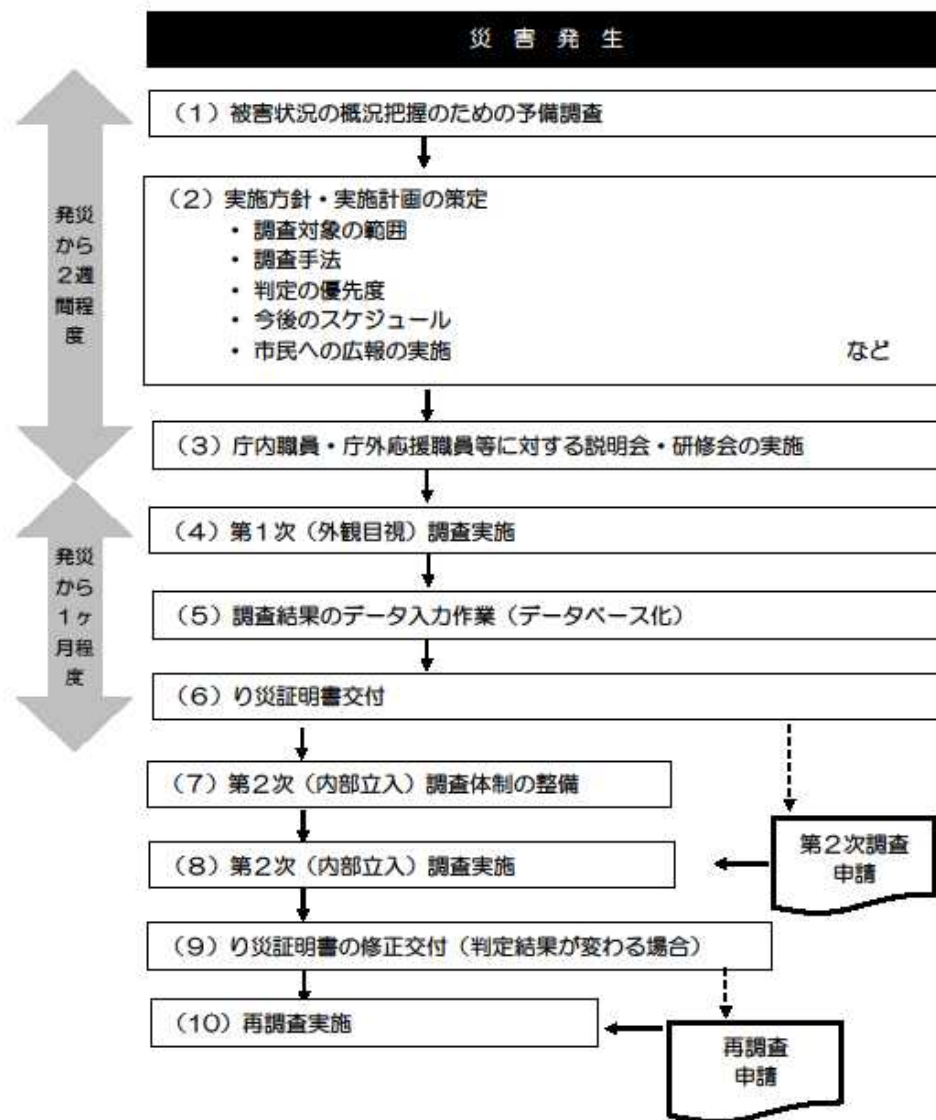 災害発生
(1)被害状況の概況把握のための予備調査
(2)実施方針・実施計画の策定
・ 調査対象の範囲
・ 調査手法
・ 判定の優先度
・ 今後のスケジュール
・ 市民への広報の実施 など
(3)庁内職員・庁外応援職員等に対する説明会・研修会の実施
発災
から
2週
間程
度
(4)第1次(外観目視)調査実施
(5)調査結果のデータ入力作業(データベース化)
(6)り災証明書交付
発災
から
1ヶ
月程
度
(7)第2次(内部立入)調査体制の整備
(8)第2次(内部立入)調査実施
第2次調査
申請
(9)り災証明書の修正交付(判定結果が変わる場合)
(10)再調査実施
再調査
申請